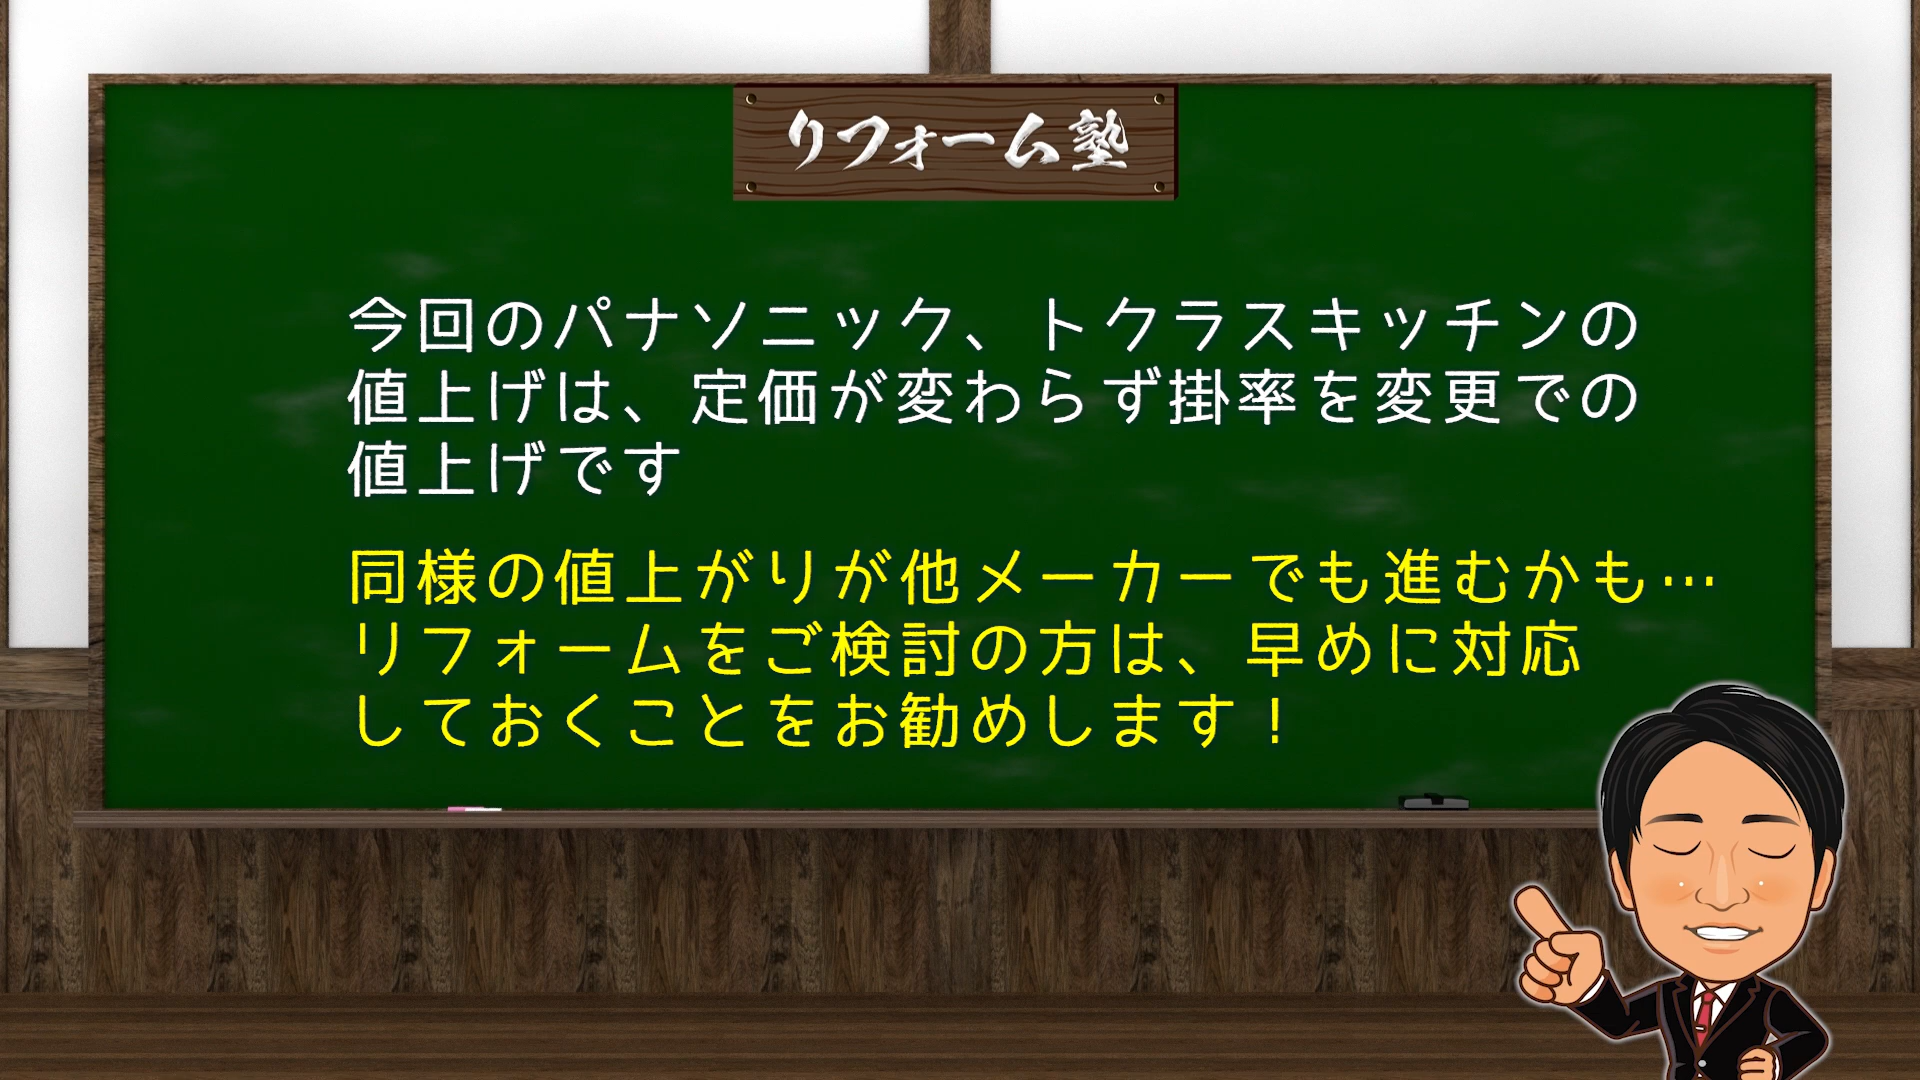 リフォーム塾
今回のパナソニック、トクラスキッチンの
値上げは、定価が変わらず掛率を変更での
値上げです
同様の値上がりが他メーカーでも進むかも…
リフォームをご検討の方は、早めに対応
しておくことをお勧めします！